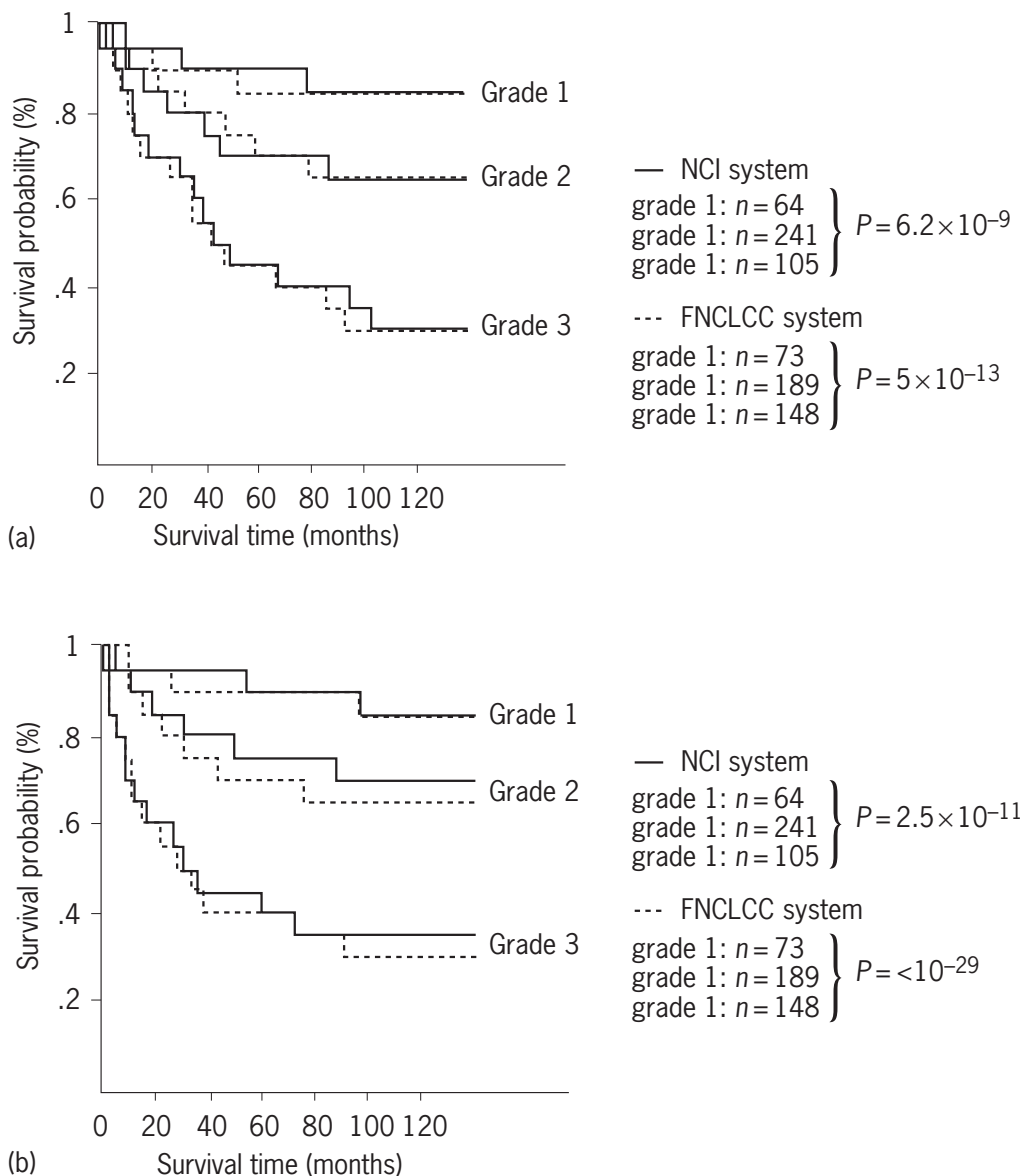 1
.8
.6
.4
.2
Survival probability (%)
Grade 1
Grade 2
Grade 3
0 20 40 60 80 100 120
Survival time (months)
(a)
NCI system
grade 1: n = 64
grade 1: n = 241
grade 1: n = 105
P = 6.2 × 10–9
FNCLCC system
grade 1: n = 73
grade 1: n = 189
grade 1: n = 148
P = 5 × 10–13
1
.8
.6
.4
.2
Survival probability (%)
Grade 1
Grade 2
Grade 3
0 20 40 60 80 100 120
Survival time (months)
(b)
NCI system
grade 1: n = 64
grade 1: n = 241
grade 1: n = 105
P = 2.5 × 10–11
FNCLCC system
grade 1: n = 73
grade 1: n = 189
grade 1: n = 148
P = <10–29